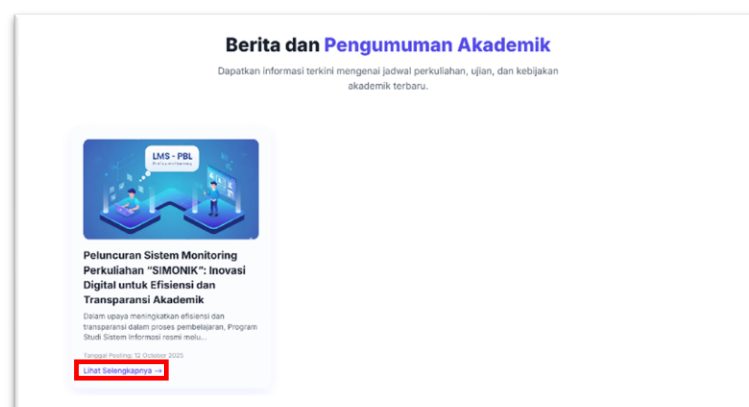 Berita dan Pengumuman Akademik
Dapatkan informasi terkini mengenai jadwal perkuliahan, ujian, dan kebijakan
akademik terbaru.
LMS - PBL
Peluncuran Sistem Monitoring
Perkuliahan “SIMONIK”: Inovasi
Digital untuk Efisiensi dan
Transparansi Akademik
Dalam upaya meningkatkan efisiensi dan
transparansi dalam proses pembelajaran, Program
Studi Sistem Informasi resmi melu...
Tanggal Posting: 12 October 2025
Lihat Selengkapnya →